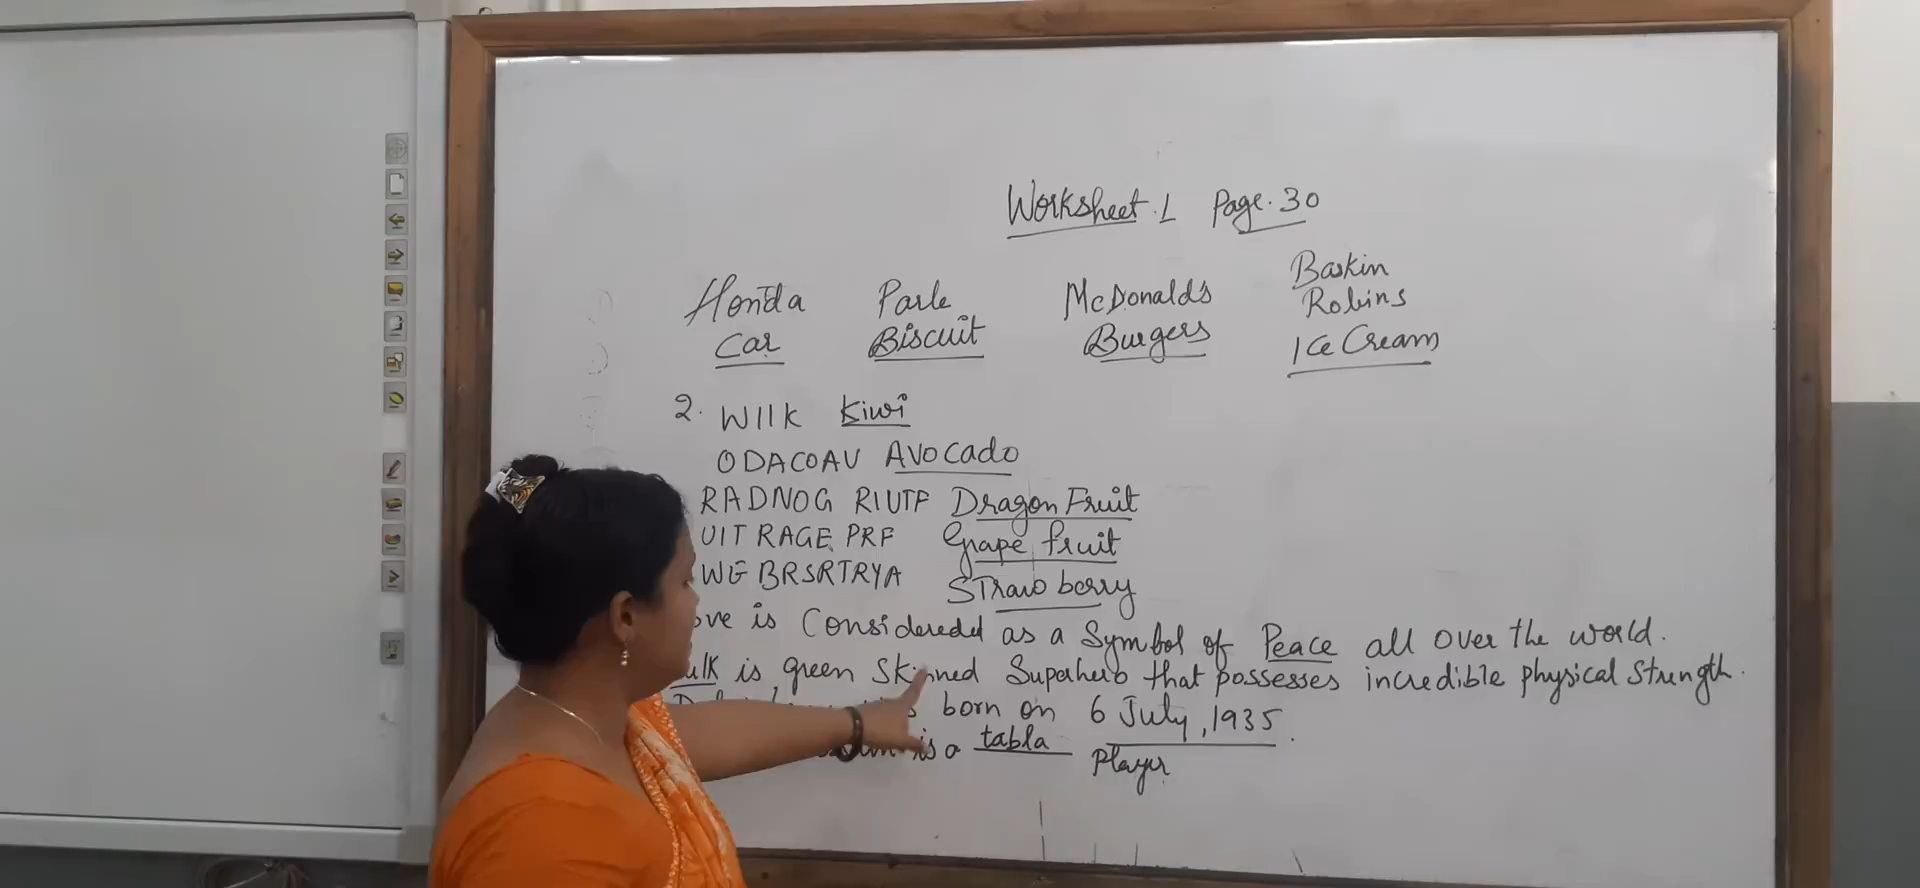 Worksheet.1 Page.30
Honda Parle McDonald's Baskin Robins
Car Biscuit Burgers Ice Cream
2. WIIK Kiwi
ODACOAV Avocado
RADNOG RIUTF Dragon Fruit
UIT RAGE PRF Grape fruit
WE BRSRTRYA Strawberry
is Considered as a Symbol of Peace all over the world.
is green Skinned Superhero that possesses incredible physical Strength.
born on 6 July, 1935.
is a tabla Player